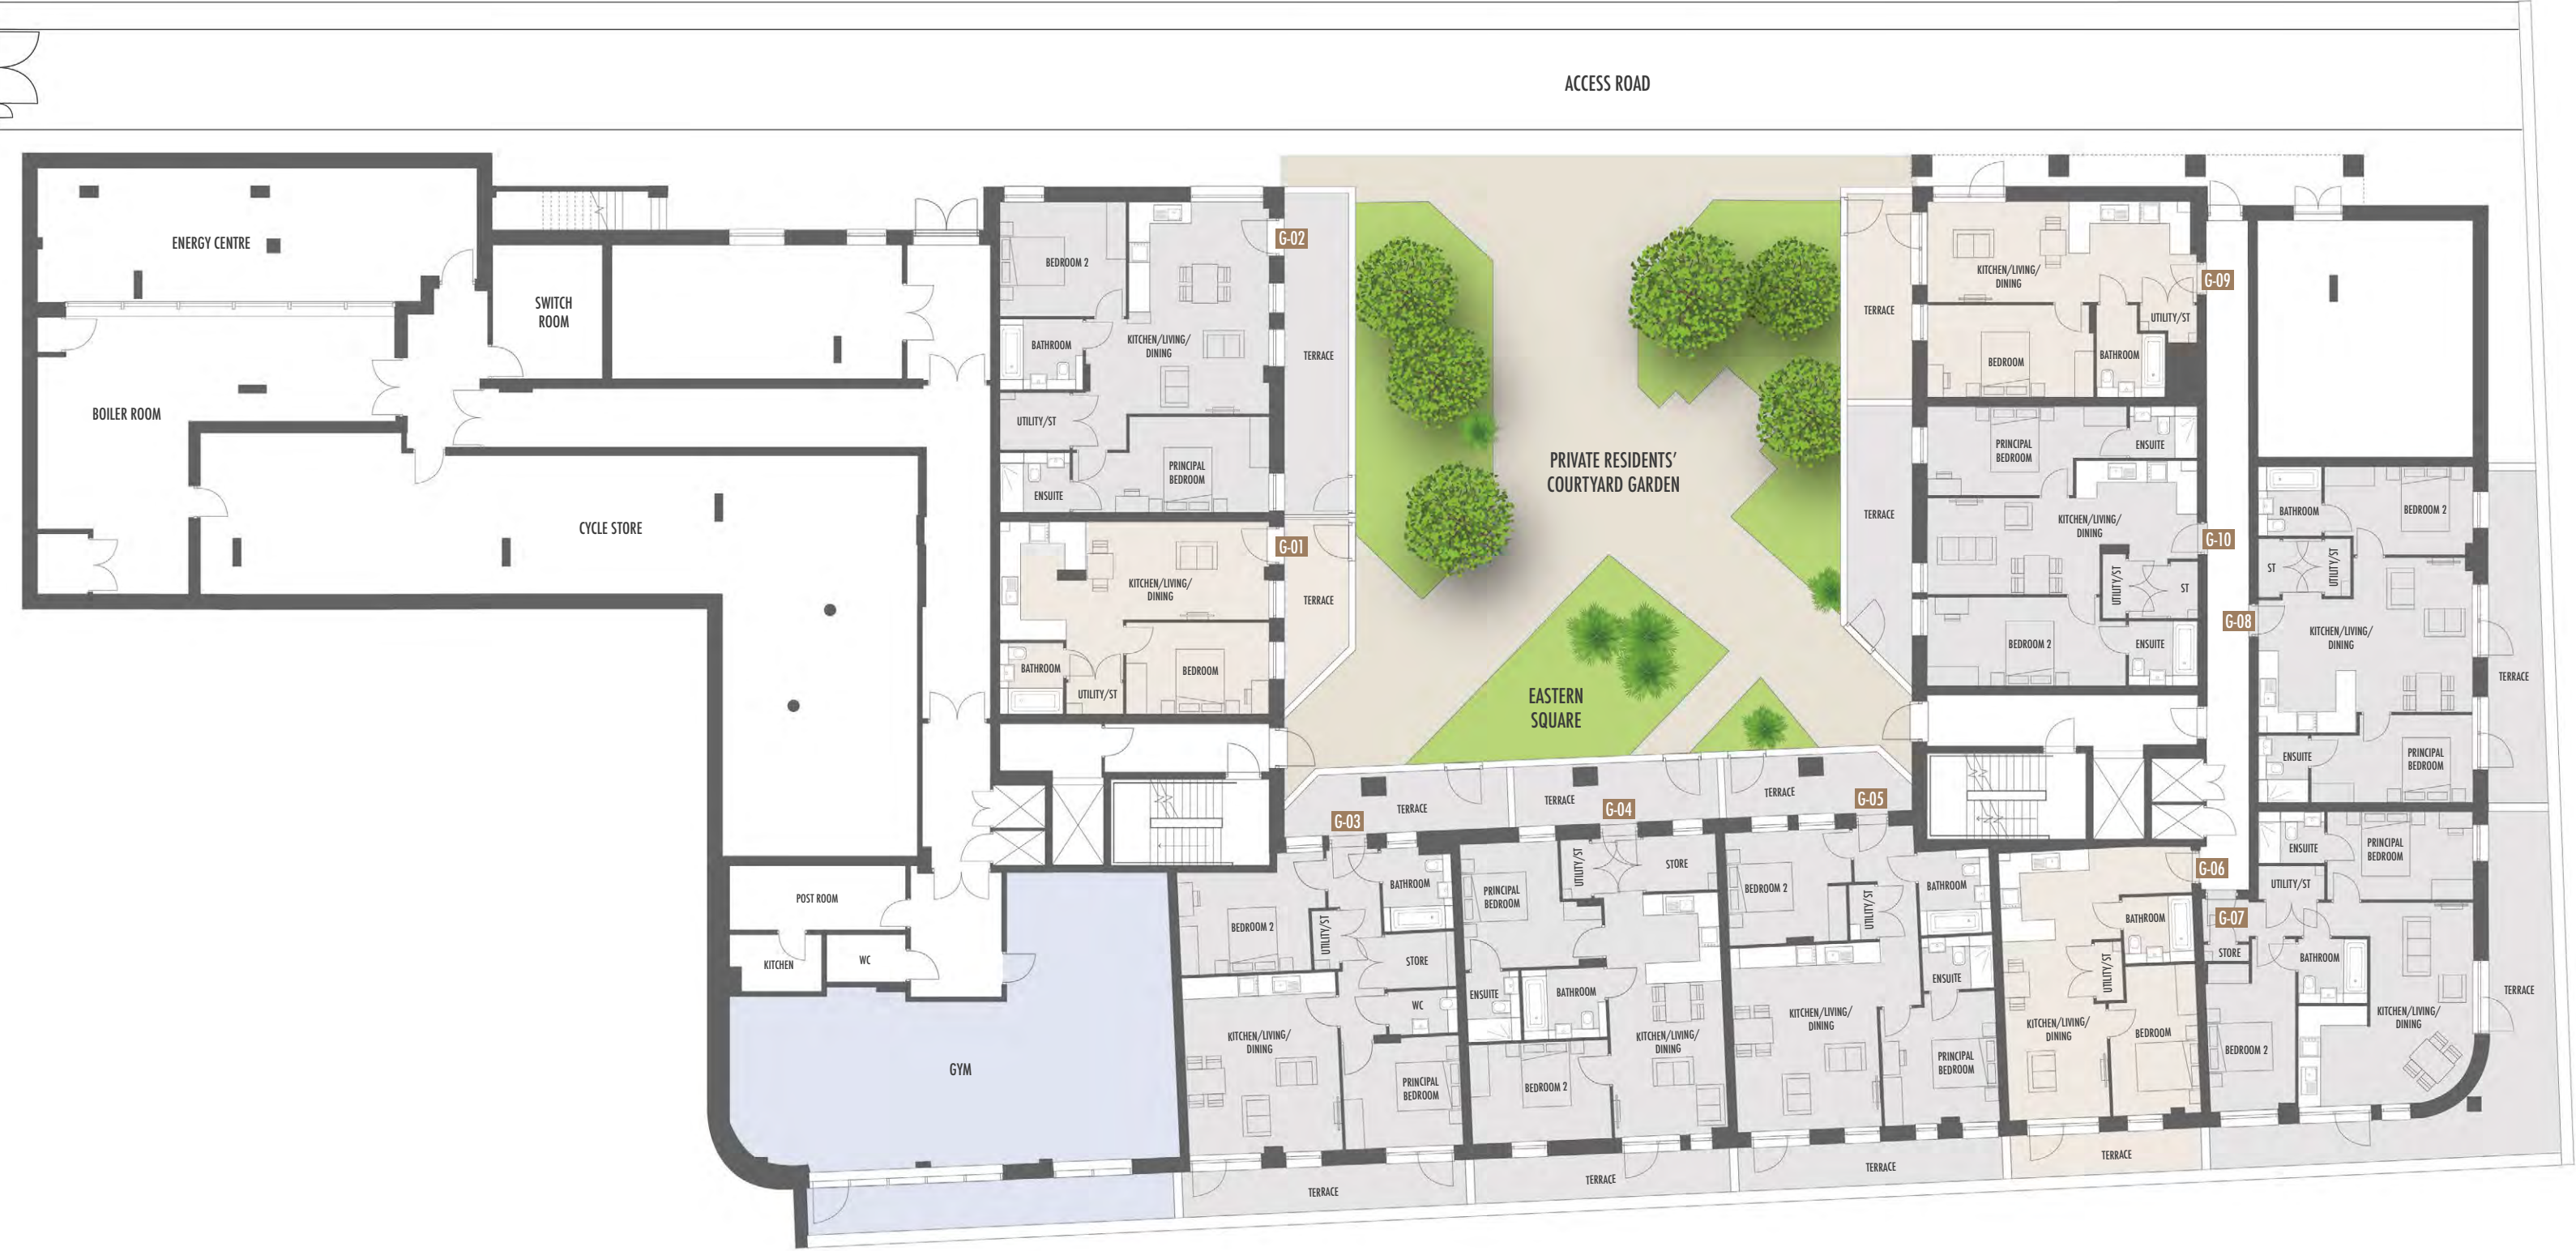 ACCESS ROAD
ENERGY CENTRE
SWITCH
ROOM
BOILER ROOM
CYCLE STORE
POST ROOM
KITCHEN
WC
GYM
G-02
BEDROOM 2
BATHROOM
KITCHEN/LIVING/
DINING
UTILITY/ST
ENSUITE
PRINCIPAL
BEDROOM
TERRACE
G-01
KITCHEN/LIVING/
DINING
BATHROOM
UTILITY/ST
BEDROOM
TERRACE
PRIVATE RESIDENTS'
COURTYARD GARDEN
EASTERN
SQUARE
G-09
KITCHEN/LIVING/
DINING
TERRACE
UTILITY/ST
BEDROOM
BATHROOM
G-10
PRINCIPAL
BEDROOM
ENSUITE
TERRACE
KITCHEN/LIVING/
DINING
UTILITY/ST
ST
BEDROOM 2
ENSUITE
G-08
BATHROOM
BEDROOM 2
ST
UTILITY/ST
KITCHEN/LIVING/
DINING
TERRACE
ENSUITE
PRINCIPAL
BEDROOM
G-03
TERRACE
BEDROOM 2
UTILITY/ST
BATHROOM
STORE
WC
KITCHEN/LIVING/
DINING
PRINCIPAL
BEDROOM
TERRACE
G-04
TERRACE
PRINCIPAL
BEDROOM
UTILITY/ST
STORE
ENSUITE
BATHROOM
KITCHEN/LIVING/
DINING
BEDROOM 2
TERRACE
G-05
TERRACE
BEDROOM 2
UTILITY/ST
BATHROOM
ENSUITE
KITCHEN/LIVING/
DINING
PRINCIPAL
BEDROOM
TERRACE
G-06
BATHROOM
UTILITY/ST
KITCHEN/LIVING/
DINING
BEDROOM
TERRACE
G-07
ENSUITE
PRINCIPAL
BEDROOM
UTILITY/ST
STORE
BATHROOM
KITCHEN/LIVING/
DINING
BEDROOM 2
TERRACE